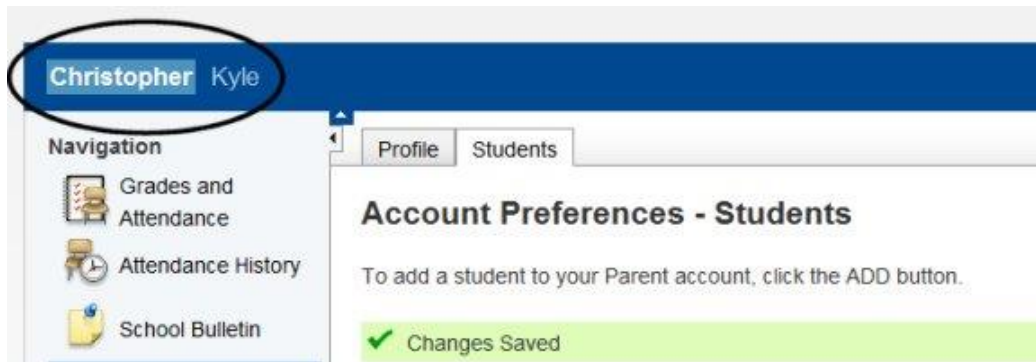 Christopher Kyle
Navigation
Grades and
Attendance
Attendance History
School Bulletin
Profile Students
Account Preferences - Students
To add a student to your Parent account, click the ADD button.
Changes Saved